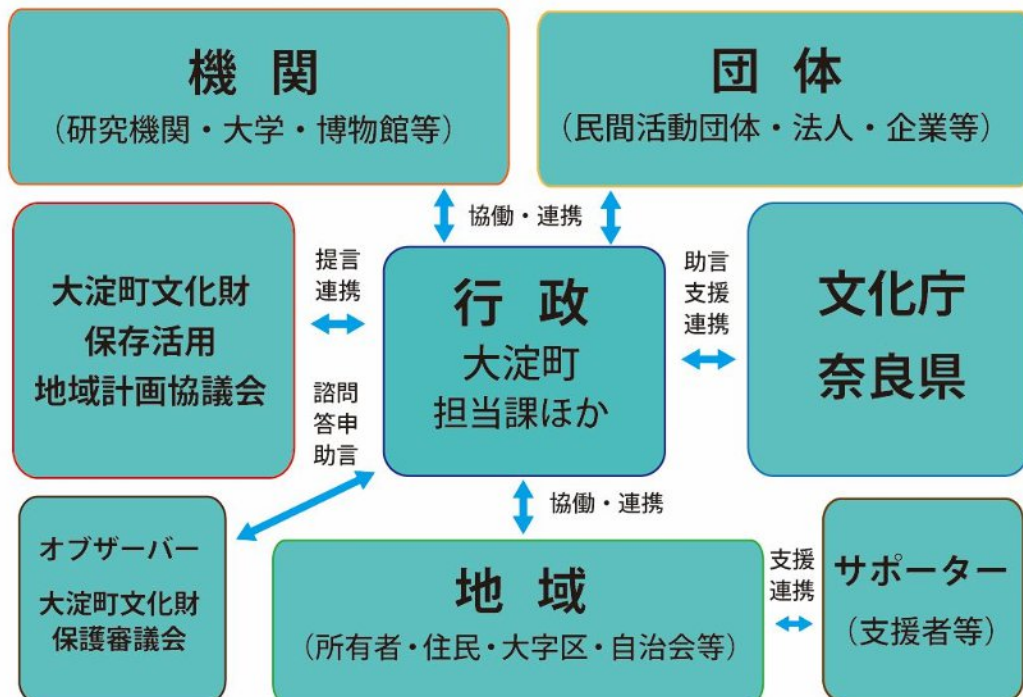 機 関
（研究機関・大学・博物館等）
団 体
（民間活動団体・法人・企業等）
協働・連携
大淀町文化財
保存活用
地域計画協議会
提言
連携
行 政
大淀町
担当課ほか
助言
支援
連携
文化庁
奈良県
諮問
答申
助言
オブザーバー
大淀町文化財
保護審議会
協働・連携
地 域
（所有者・住民・大字区・自治会等）
支援
連携
サポーター
（支援者等）